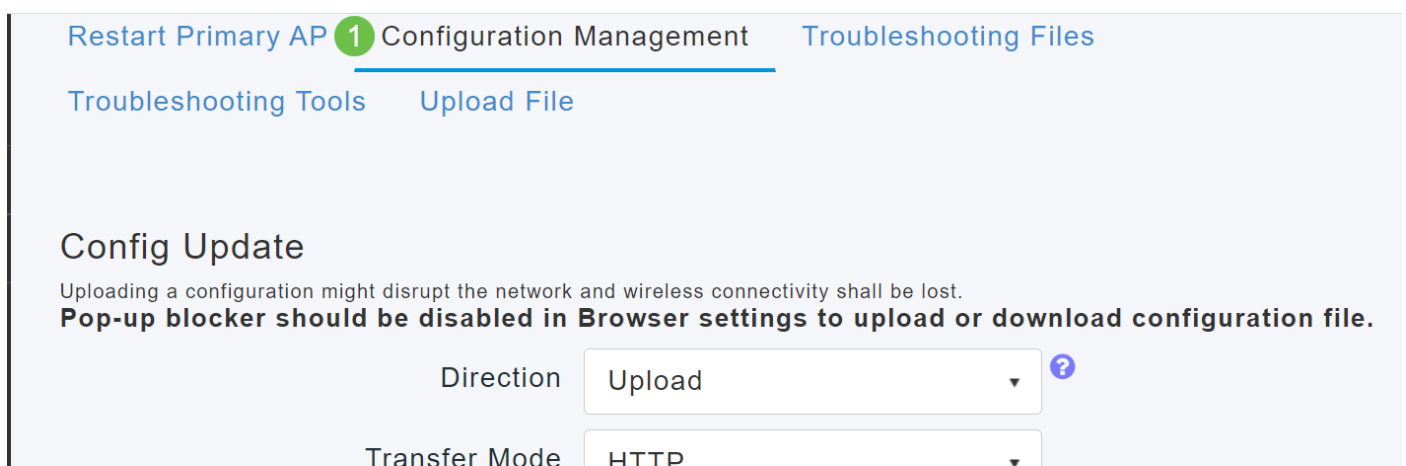 Restart Primary AP 1 Configuration Management Troubleshooting Files
Troubleshooting Tools Upload File
Config Update
Uploading a configuration might disrupt the network and wireless connectivity shall be lost.
Pop-up blocker should be disabled in Browser settings to upload or download configuration file.
Direction Upload ?
Transfer Mode HTTP